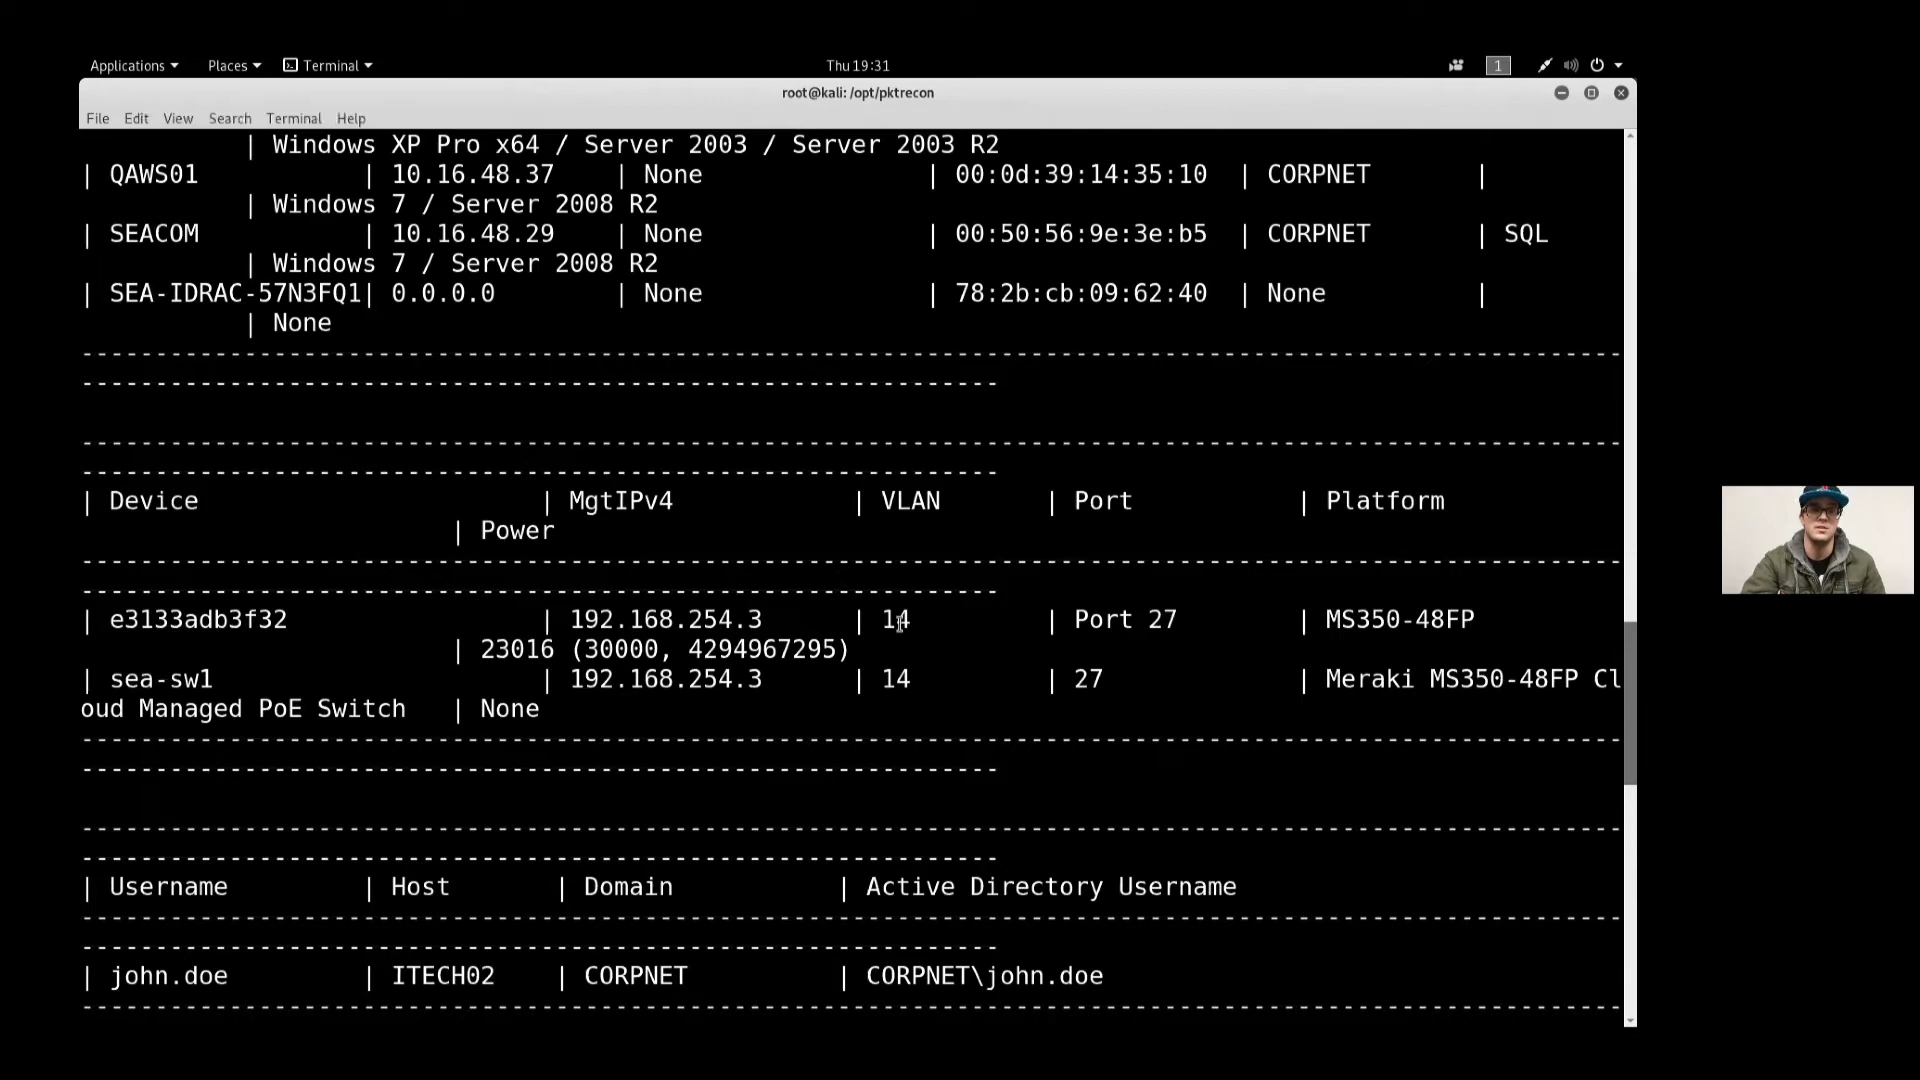 Applications Places Terminal Thu 19:31 1
root@kali: /opt/pktrecon
File Edit View Search Terminal Help
| Windows XP Pro x64 / Server 2003 / Server 2003 R2
| QAWS01 | 10.16.48.37 | None | 00:0d:39:14:35:10 | CORPNET |
| Windows 7 / Server 2008 R2
| SEACOM | 10.16.48.29 | None | 00:50:56:9e:3e:b5 | CORPNET | SQL
| Windows 7 / Server 2008 R2
| SEA-IDRAC-57N3FQ1| 0.0.0.0 | None | 78:2b:cb:09:62:40 | None |
| None
---------------------------------------------------------------------------------------------------------
--------------------------------------------------------------
---------------------------------------------------------------------------------------------------------
--------------------------------------------------------------
| Device | MgtIPv4 | VLAN | Port | Platform
| Power
---------------------------------------------------------------------------------------------------------
--------------------------------------------------------------
| e3133adb3f32 | 192.168.254.3 | 14 | Port 27 | MS350-48FP
| 23016 (30000, 4294967295)
| sea-sw1 | 192.168.254.3 | 14 | 27 | Meraki MS350-48FP Cl
oud Managed PoE Switch | None
---------------------------------------------------------------------------------------------------------
--------------------------------------------------------------
---------------------------------------------------------------------------------------------------------
--------------------------------------------------------------
| Username | Host | Domain | Active Directory Username
---------------------------------------------------------------------------------------------------------
--------------------------------------------------------------
| john.doe | ITECH02 | CORPNET | CORPNET\john.doe
---------------------------------------------------------------------------------------------------------